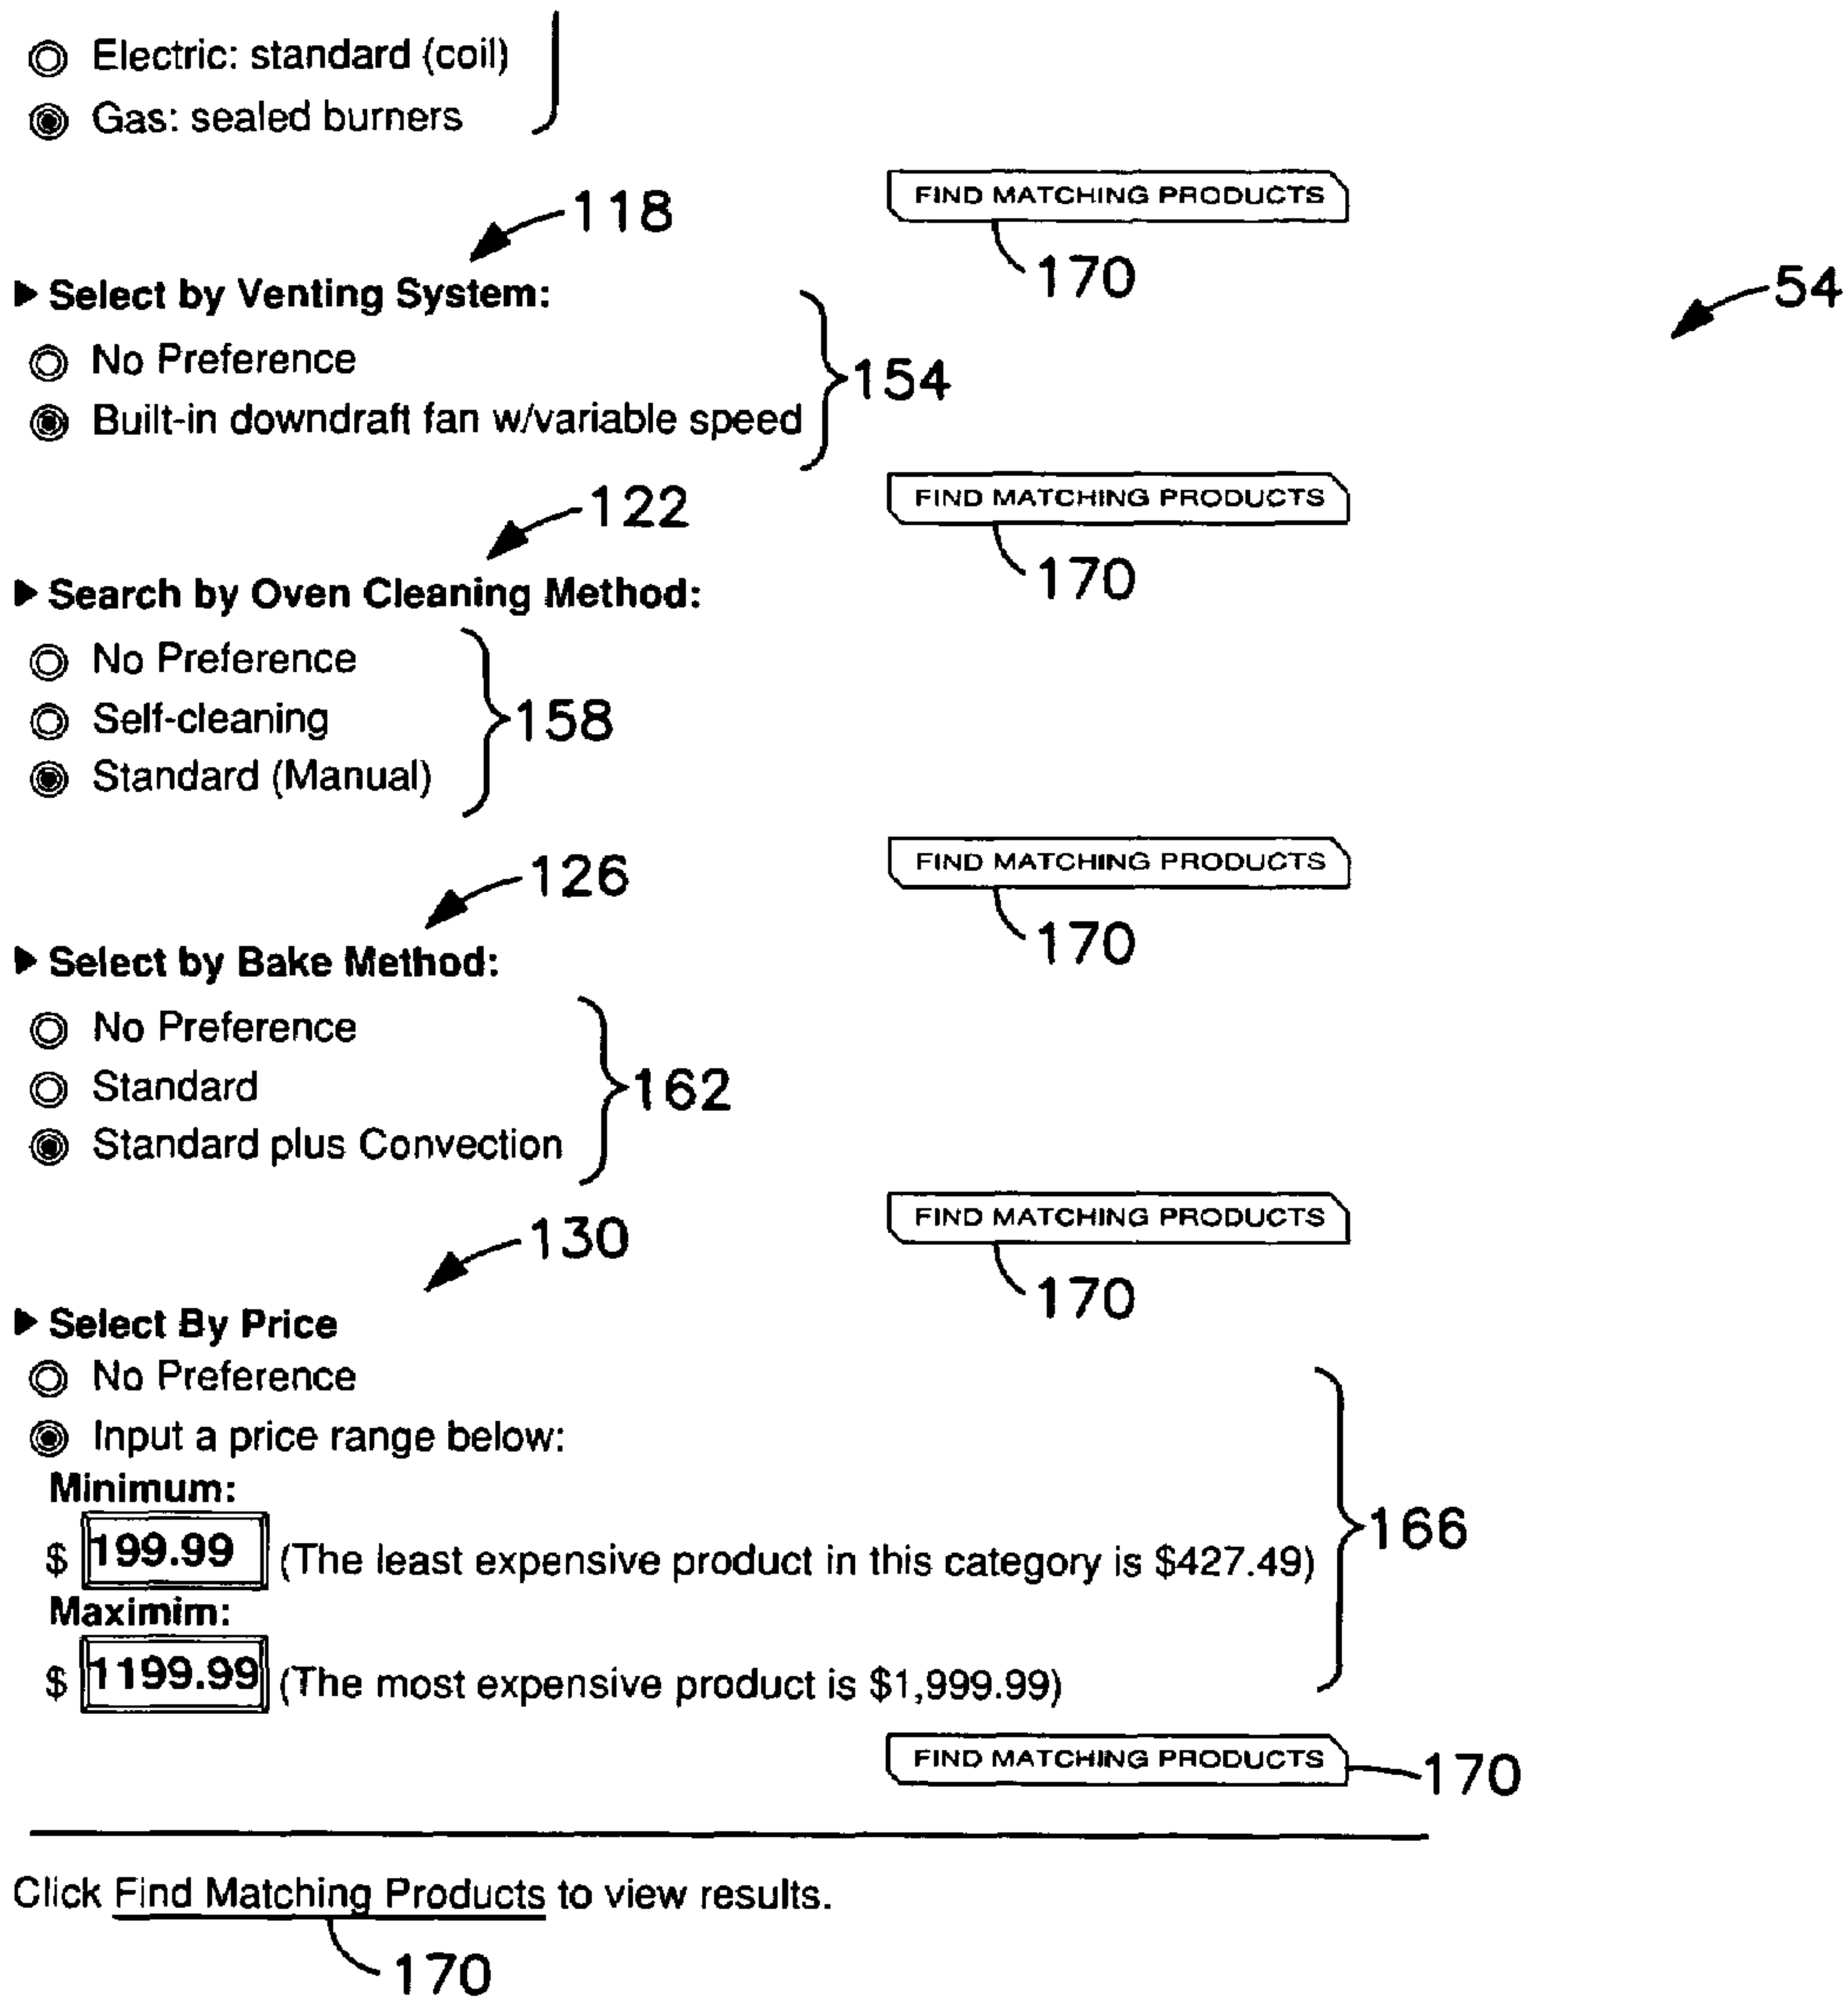 Electric: standard (coil)
Gas: sealed burners
FIND MATCHING PRODUCTS
118
170
54
▶ Select by Venting System:
No Preference
154
Built-in downdraft fan w/variable speed
FIND MATCHING PRODUCTS
122
170
▶ Search by Oven Cleaning Method:
No Preference
Self-cleaning
158
Standard (Manual)
FIND MATCHING PRODUCTS
126
170
▶ Select by Bake Method:
No Preference
Standard
162
Standard plus Convection
FIND MATCHING PRODUCTS
130
170
▶ Select By Price
No Preference
Input a price range below:
Minimum:
166
$ 199.99 (The least expensive product in this category is $427.49)
Maximim:
$ 1199.99 (The most expensive product is $1,999.99)
FIND MATCHING PRODUCTS
170
Click Find Matching Products to view results.
170